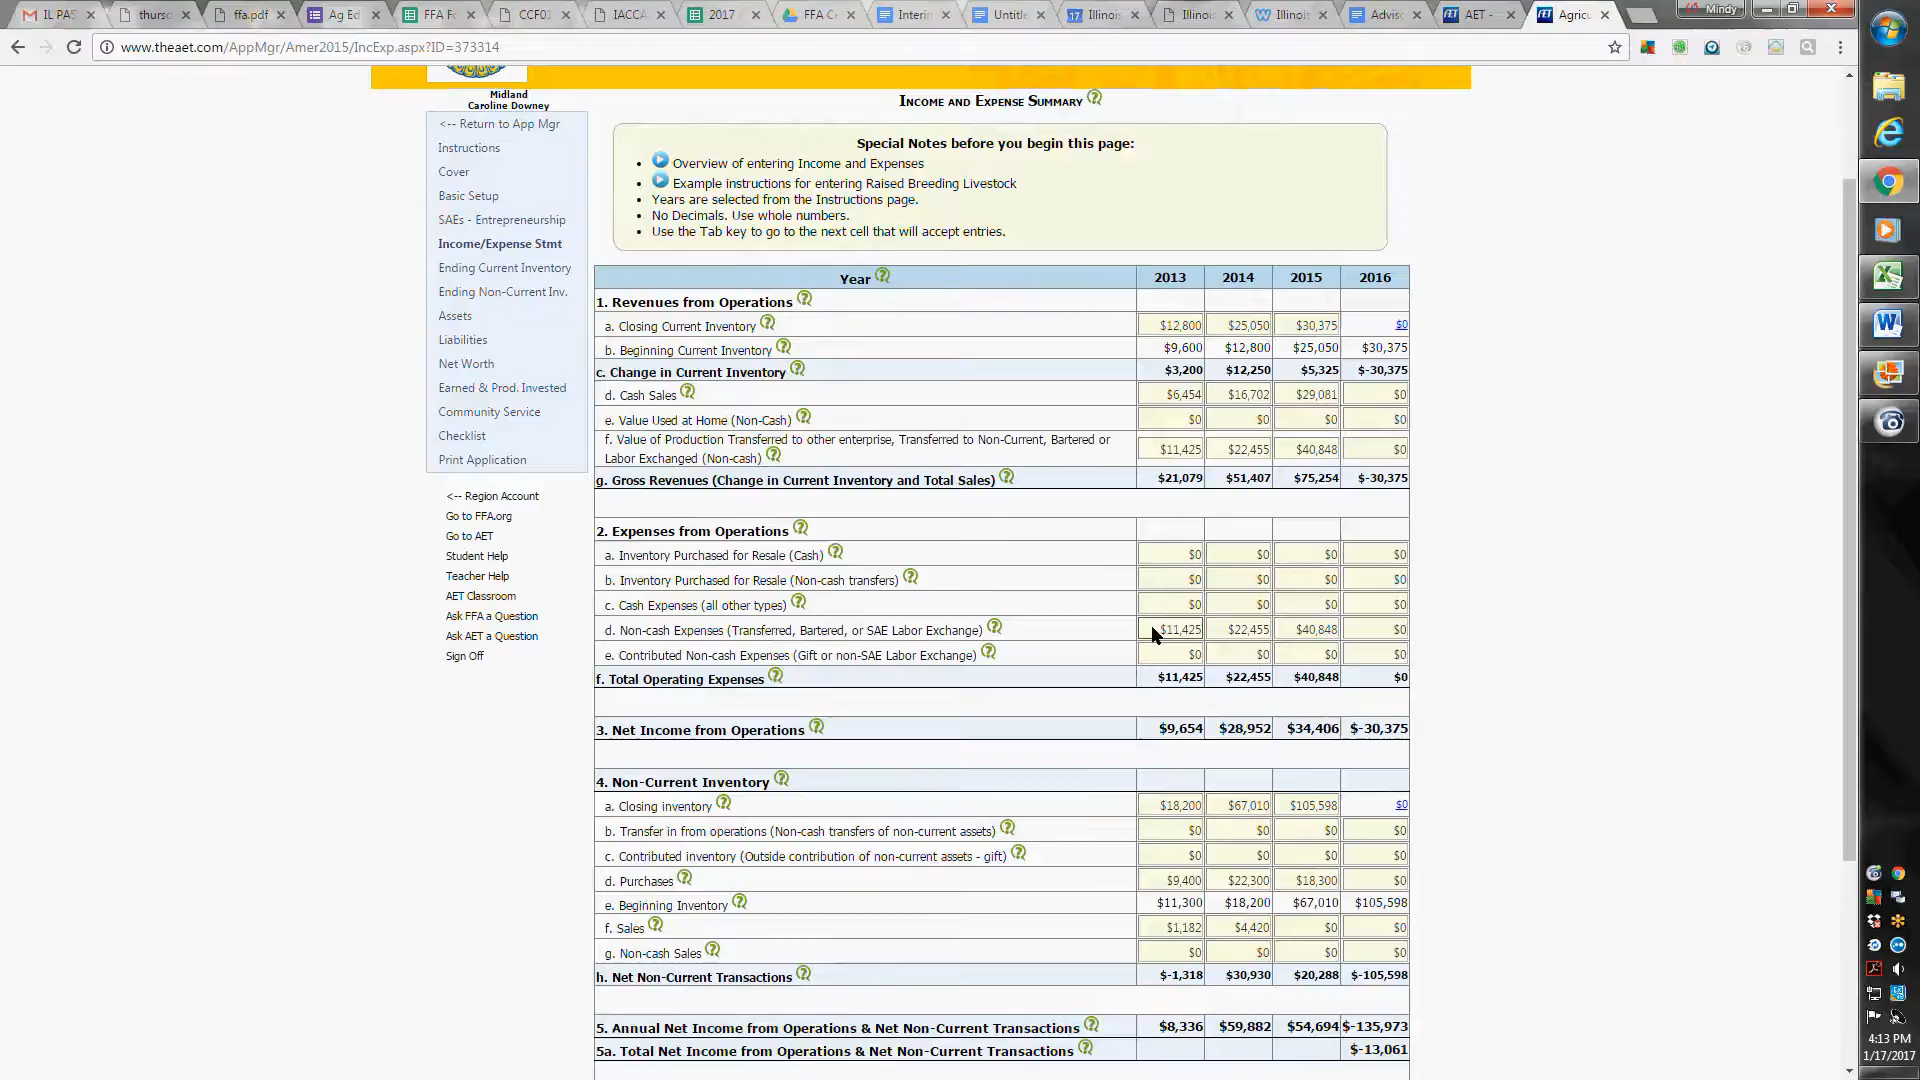 IL PAS
thursd
ffa.pdf
Ag Ed
FFA Fo
CCF01
IACCA
2017
FFA C
Interin
Untitle
17 Illinois
Illinois
Illinois
Adviso
AET -
Agricu
Mindy
www.theaet.com/AppMgr/Amer2015/IncExp.aspx?ID=373314
Midland
Caroline Downey
<-- Return to App Mgr
Instructions
Cover
Basic Setup
SAEs - Entrepreneurship
Income/Expense Stmt
Ending Current Inventory
Ending Non-Current Inv.
Assets
Liabilities
Net Worth
Earned & Prod. Invested
Community Service
Checklist
Print Application
<-- Region Account
Go to FFA.org
Go to AET
Student Help
Teacher Help
AET Classroom
Ask FFA a Question
Ask AET a Question
Sign Off
Income and Expense Summary
Special Notes before you begin this page:
• Overview of entering Income and Expenses
• Example instructions for entering Raised Breeding Livestock
• Years are selected from the Instructions page.
• No Decimals. Use whole numbers.
• Use the Tab key to go to the next cell that will accept entries.
Year 2013 2014 2015 2016
1. Revenues from Operations
a. Closing Current Inventory $12,800 $25,050 $30,375 $0
b. Beginning Current Inventory $9,600 $12,800 $25,050 $30,375
c. Change in Current Inventory $3,200 $12,250 $5,325 $-30,375
d. Cash Sales $6,454 $16,702 $29,081 $0
e. Value Used at Home (Non-Cash) $0 $0 $0 $0
f. Value of Production Transferred to other enterprise, Transferred to Non-Current, Bartered or
Labor Exchanged (Non-cash) $11,425 $22,455 $40,848 $0
g. Gross Revenues (Change in Current Inventory and Total Sales) $21,079 $51,407 $75,254 $-30,375
2. Expenses from Operations
a. Inventory Purchased for Resale (Cash) $0 $0 $0 $0
b. Inventory Purchased for Resale (Non-cash transfers) $0 $0 $0 $0
c. Cash Expenses (all other types) $0 $0 $0 $0
d. Non-cash Expenses (Transferred, Bartered, or SAE Labor Exchange) $11,425 $22,455 $40,848 $0
e. Contributed Non-cash Expenses (Gift or non-SAE Labor Exchange) $0 $0 $0 $0
f. Total Operating Expenses $11,425 $22,455 $40,848 $0
3. Net Income from Operations $9,654 $28,952 $34,406 $-30,375
4. Non-Current Inventory
a. Closing inventory $18,200 $67,010 $105,598 $0
b. Transfer in from operations (Non-cash transfers of non-current assets) $0 $0 $0 $0
c. Contributed inventory (Outside contribution of non-current assets - gift) $0 $0 $0 $0
d. Purchases $9,400 $22,300 $18,300 $0
e. Beginning Inventory $11,300 $18,200 $67,010 $105,598
f. Sales $1,182 $4,420 $0 $0
g. Non-cash Sales $0 $0 $0 $0
h. Net Non-Current Transactions $-1,318 $30,930 $20,288 $-105,598
5. Annual Net Income from Operations & Net Non-Current Transactions $8,336 $59,882 $54,694 $-135,973
5a. Total Net Income from Operations & Net Non-Current Transactions $-13,061
4:13 PM
1/17/2017